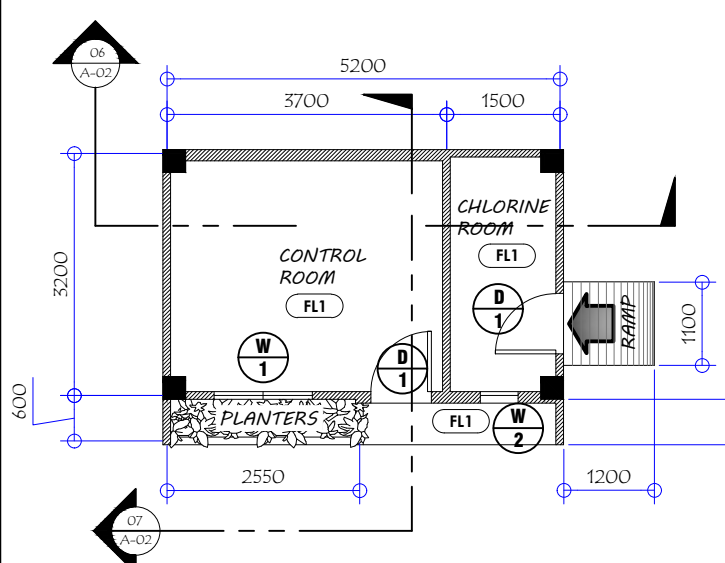 06
A-02
5200
3700
1500
CHLORINE
ROOM
FL1
CONTROL
ROOM
FL1
3200
D
1
RAMP
1100
W
1
D
1
600
PLANTERS
FL1
W
2
2550
1200
07
A-02